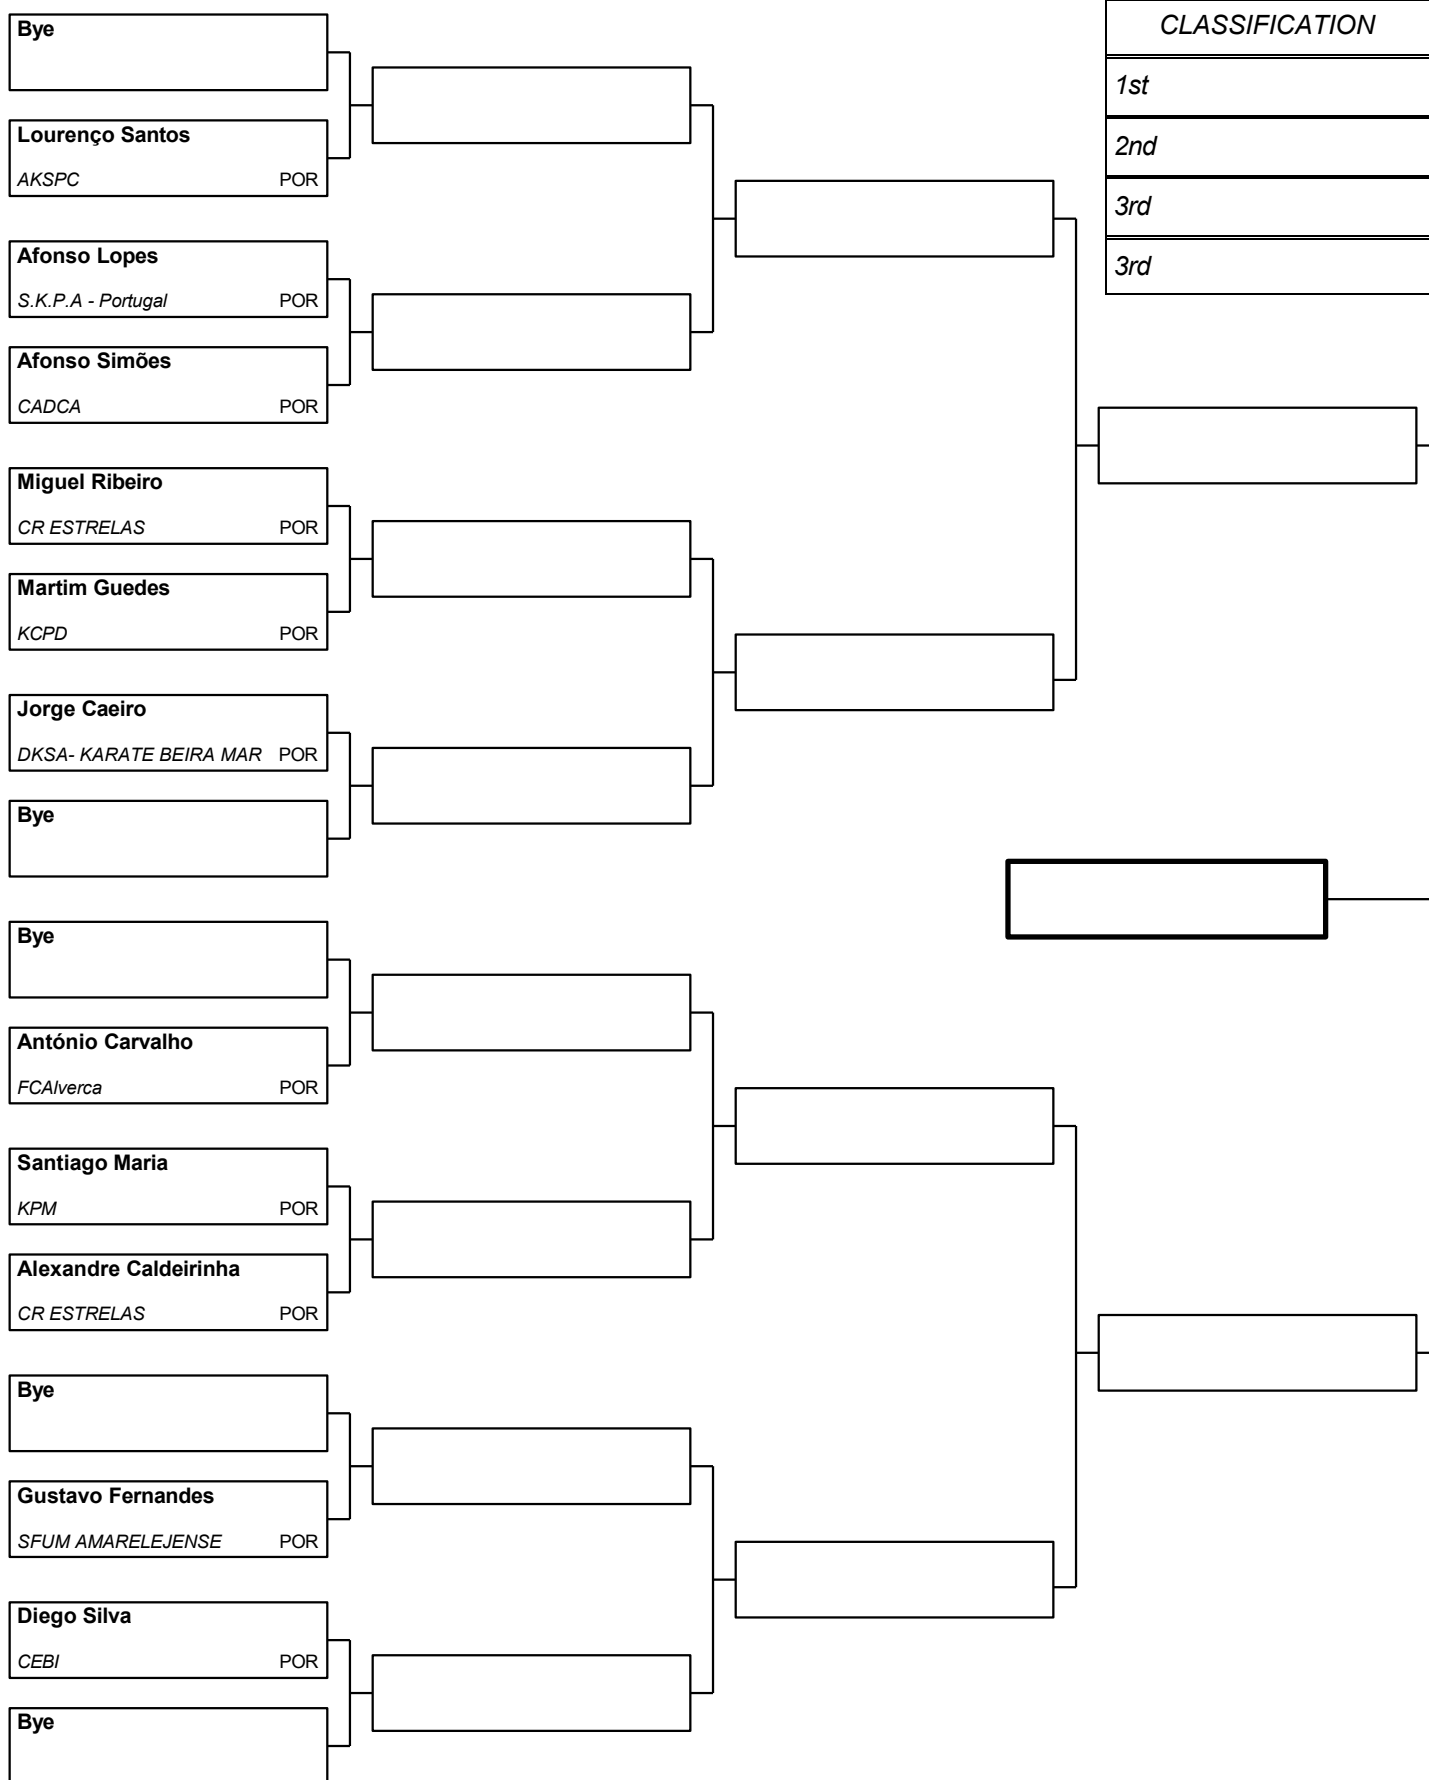 Bye
CLASSIFICATION
1st
2nd
3rd
3rd
Lourenço Santos
AKSPC POR
Afonso Lopes
S.K.P.A - Portugal POR
Afonso Simões
CADCA POR
Miguel Ribeiro
CR ESTRELAS POR
Martim Guedes
KCPD POR
Jorge Caeiro
DKSA- KARATE BEIRA MAR POR
Bye
Bye
António Carvalho
FCAlverca POR
Santiago Maria
KPM POR
Alexandre Caldeirinha
CR ESTRELAS POR
Bye
Gustavo Fernandes
SFUM AMARELEJENSE POR
Diego Silva
CEBI POR
Bye